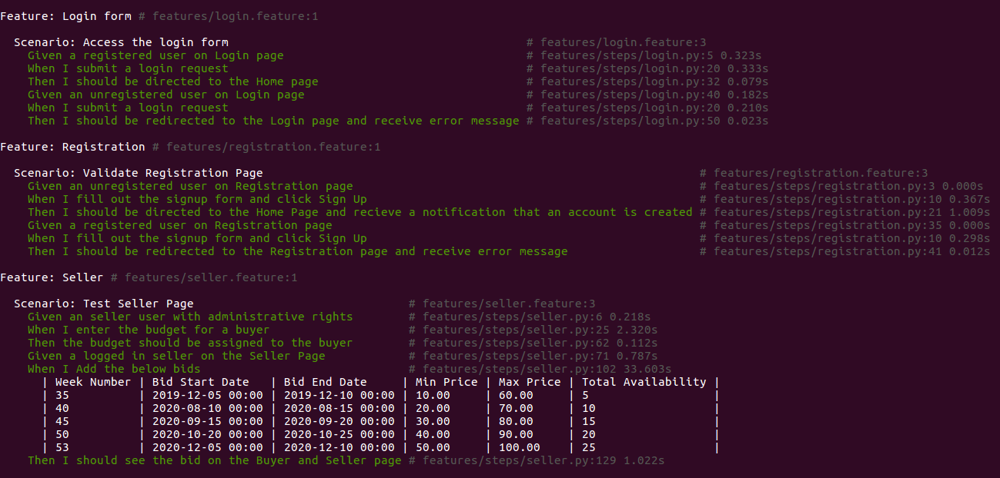 Feature: Login form # features/login.feature:1
Scenario: Access the login form # features/login.feature:3
Given a registered user on Login page # features/steps/login.py:5 0.323s
When I submit a login request # features/steps/login.py:20 0.333s
Then I should be directed to the Home page # features/steps/login.py:32 0.079s
Given an unregistered user on Login page # features/steps/login.py:40 0.182s
When I submit a login request # features/steps/login.py:20 0.210s
Then I should be redirected to the Login page and receive error message # features/steps/login.py:50 0.023s
Feature: Registration # features/registration.feature:1
Scenario: Validate Registration Page # features/registration.feature:3
Given an unregistered user on Registration page # features/steps/registration.py:3 0.000s
When I fill out the signup form and click Sign Up # features/steps/registration.py:10 0.367s
Then I should be directed to the Home Page and recieve a notification that an account is created # features/steps/registration.py:21 1.009s
Given a registered user on Registration page # features/steps/registration.py:35 0.000s
When I fill out the signup form and click Sign Up # features/steps/registration.py:10 0.298s
Then I should be redirected to the Registration page and receive error message # features/steps/registration.py:41 0.012s
Feature: Seller # features/seller.feature:1
Scenario: Test Seller Page # features/seller.feature:3
Given an seller user with administrative rights # features/steps/seller.py:6 0.218s
When I enter the budget for a buyer # features/steps/seller.py:25 2.320s
Then the budget should be assigned to the buyer # features/steps/seller.py:62 0.112s
Given a logged in seller on the Seller Page # features/steps/seller.py:71 0.787s
When I Add the below bids # features/steps/seller.py:102 33.603s
| Week Number | Bid Start Date | Bid End Date | Min Price | Max Price | Total Availability |
| 35 | 2019-12-05 00:00 | 2019-12-10 00:00 | 10.00 | 60.00 | 5 |
| 40 | 2020-08-10 00:00 | 2020-08-15 00:00 | 20.00 | 70.00 | 10 |
| 45 | 2020-09-15 00:00 | 2020-09-20 00:00 | 30.00 | 80.00 | 15 |
| 50 | 2020-10-20 00:00 | 2020-10-25 00:00 | 40.00 | 90.00 | 20 |
| 53 | 2020-12-05 00:00 | 2020-12-10 00:00 | 50.00 | 100.00 | 25 |
Then I should see the bid on the Buyer and Seller page # features/steps/seller.py:129 1.022s